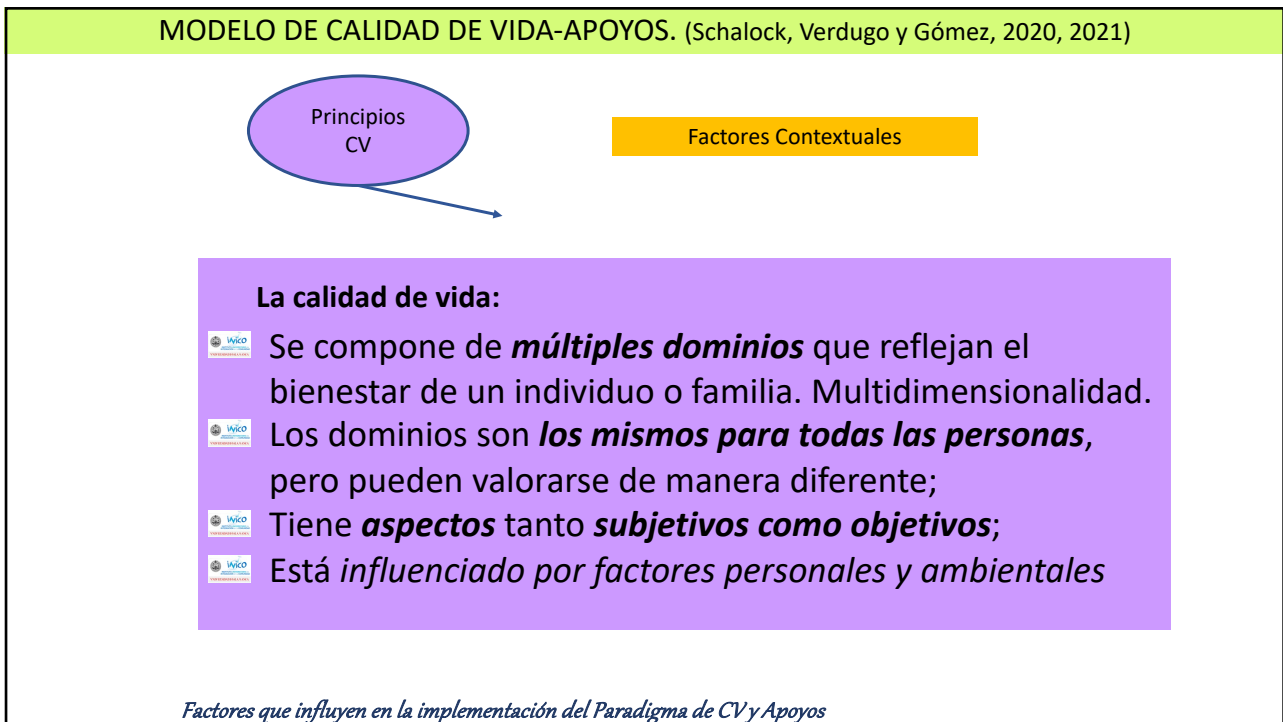 MODELO DE CALIDAD DE VIDA-APOYOS. (Schalock, Verdugo y Gómez, 2020, 2021)
Principios
CV
Factores Contextuales
La calidad de vida:
Se compone de múltiples dominios que reflejan el
bienestar de un individuo o familia. Multidimensionalidad.
Los dominios son los mismos para todas las personas,
pero pueden valorarse de manera diferente;
Tiene aspectos tanto subjetivos como objetivos;
Está influenciado por factores personales y ambientales
Factores que influyen en la implementación del Paradigma de CV y Apoyos